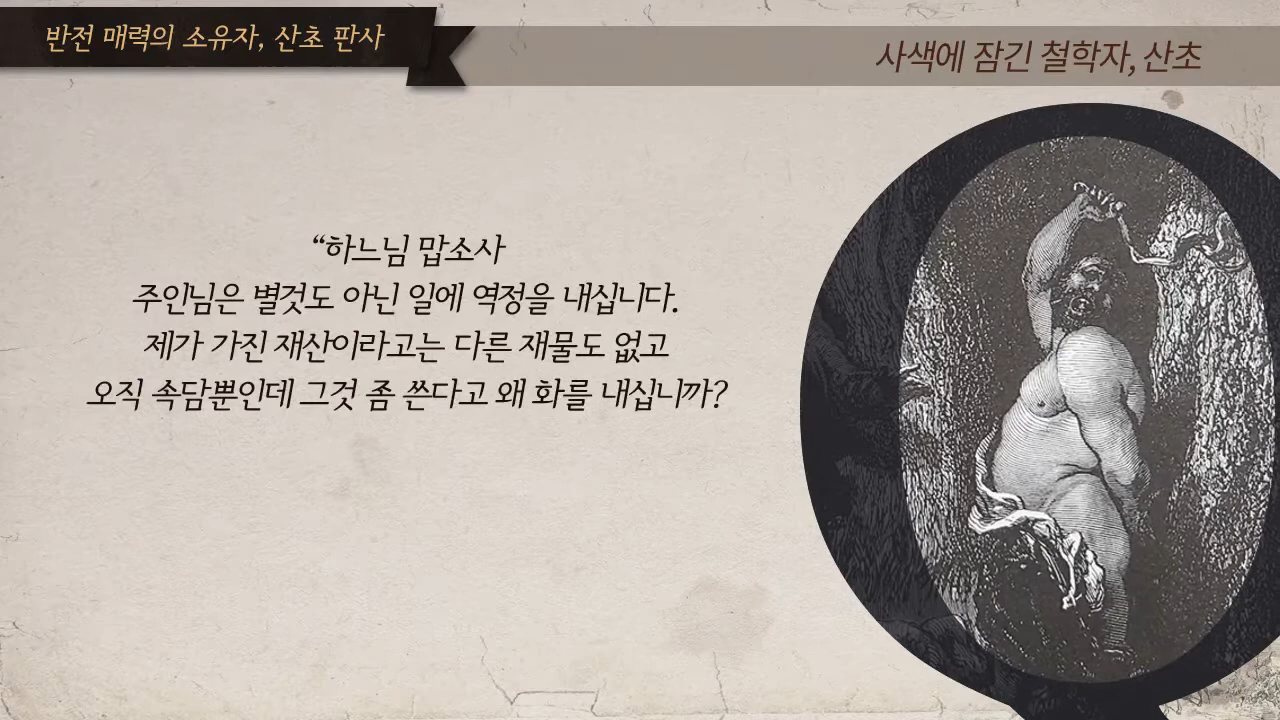 반전 매력의 소유자, 산초 판사
사색에 잠긴 철학자, 산초
“하느님 맙소사
주인님은 별것도 아닌 일에 역정을 내십니다.
제가 가진 재산이라고는 다른 재물도 없고
오직 속담뿐인데 그것 좀 쓴다고 왜 화를 내십니까?